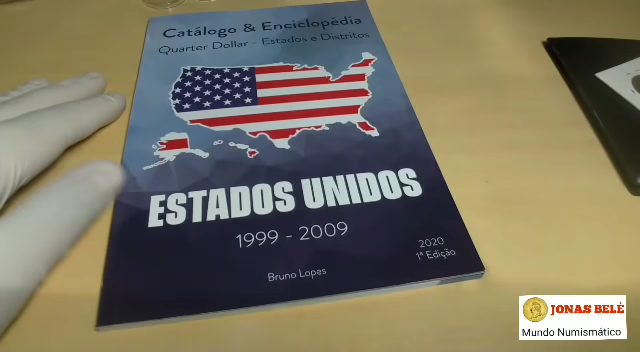 Catálogo & Enciclopédia
Quarter Dollar - Estados e Distritos
ESTADOS UNIDOS
1999 - 2009
2020
1ª Edição
Bruno Lopes
JONAS BELÉ
Mundo Numismático